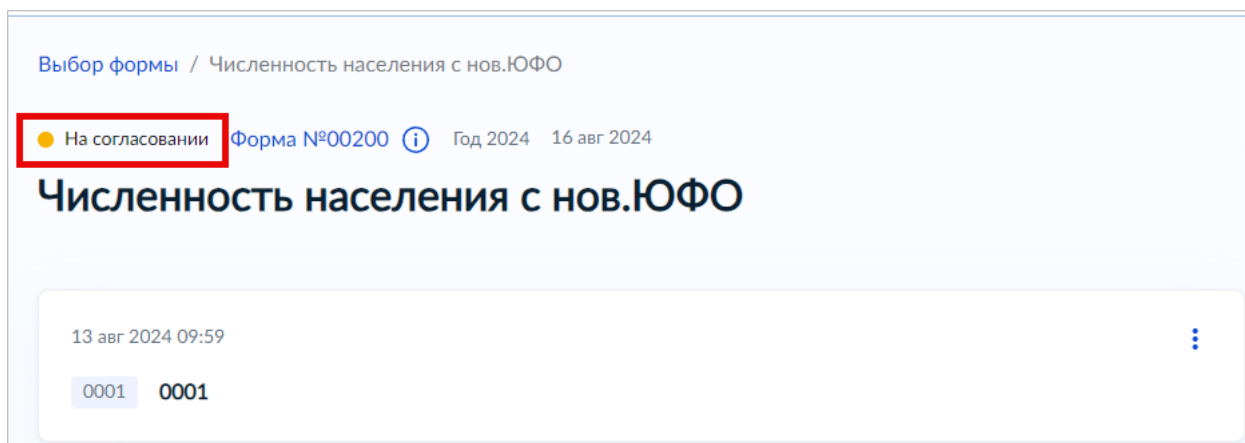 Выбор формы / Численность населения с нов.ЮФО
На согласовании Форма №00200 i Год 2024 16 авг 2024
Численность населения с нов.ЮФО
13 авг 2024 09:59
0001 0001